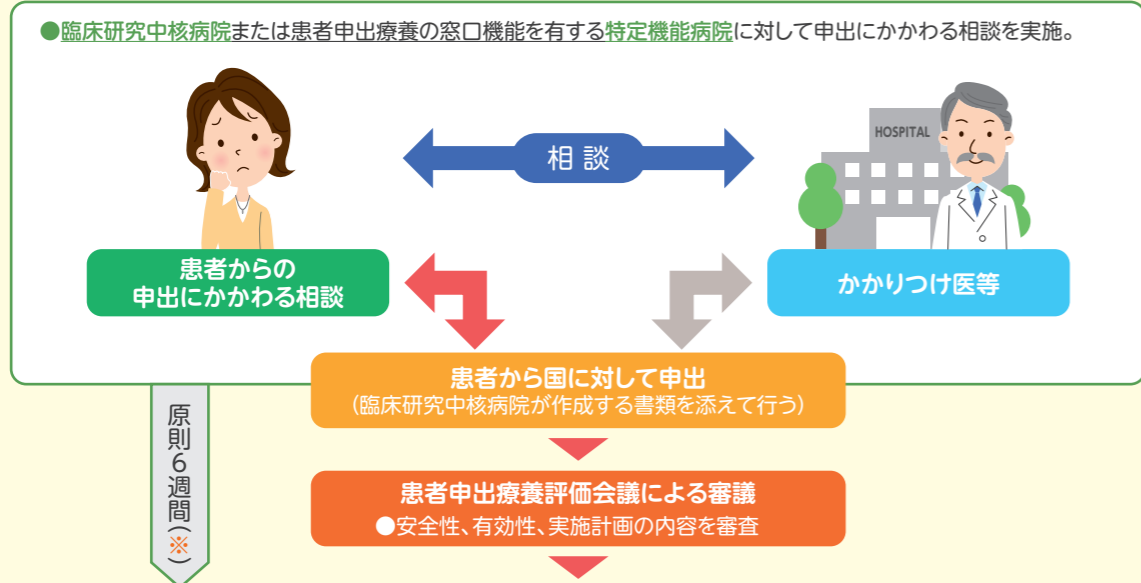 ●臨床研究中核病院または患者申出療養の窓口機能を有する特定機能病院に対して申出にかかわる相談を実施。
HOSPITAL
相談
患者からの
申出にかかわる相談
かかりつけ医等
患者から国に対して申出
(臨床研究中核病院が作成する書類を添えて行う)
原則6週間(※)
患者申出療養評価会議による審議
●安全性、有効性、実施計画の内容を審査